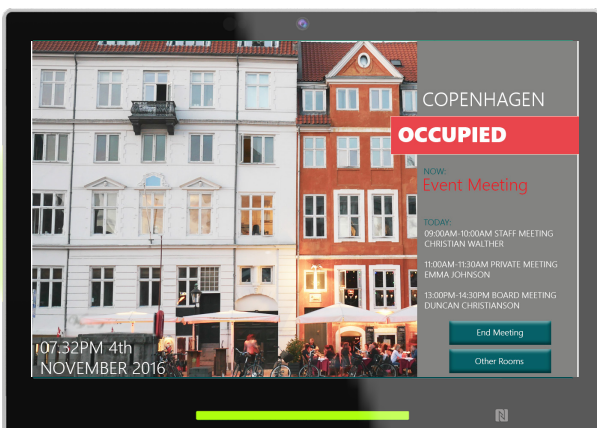 COPENHAGEN
OCCUPIED
NOW:
Event Meeting
TODAY:
09:00AM-10:00AM STAFF MEETING
CHRISTIAN WALTHER
11:00AM-11:30AM PRIVATE MEETING
EMMA JOHNSON
13:00PM-14:30PM BOARD MEETING
DUNCAN CHRISTIANSON
End Meeting
Other Rooms
07.32PM 4th
NOVEMBER 2016